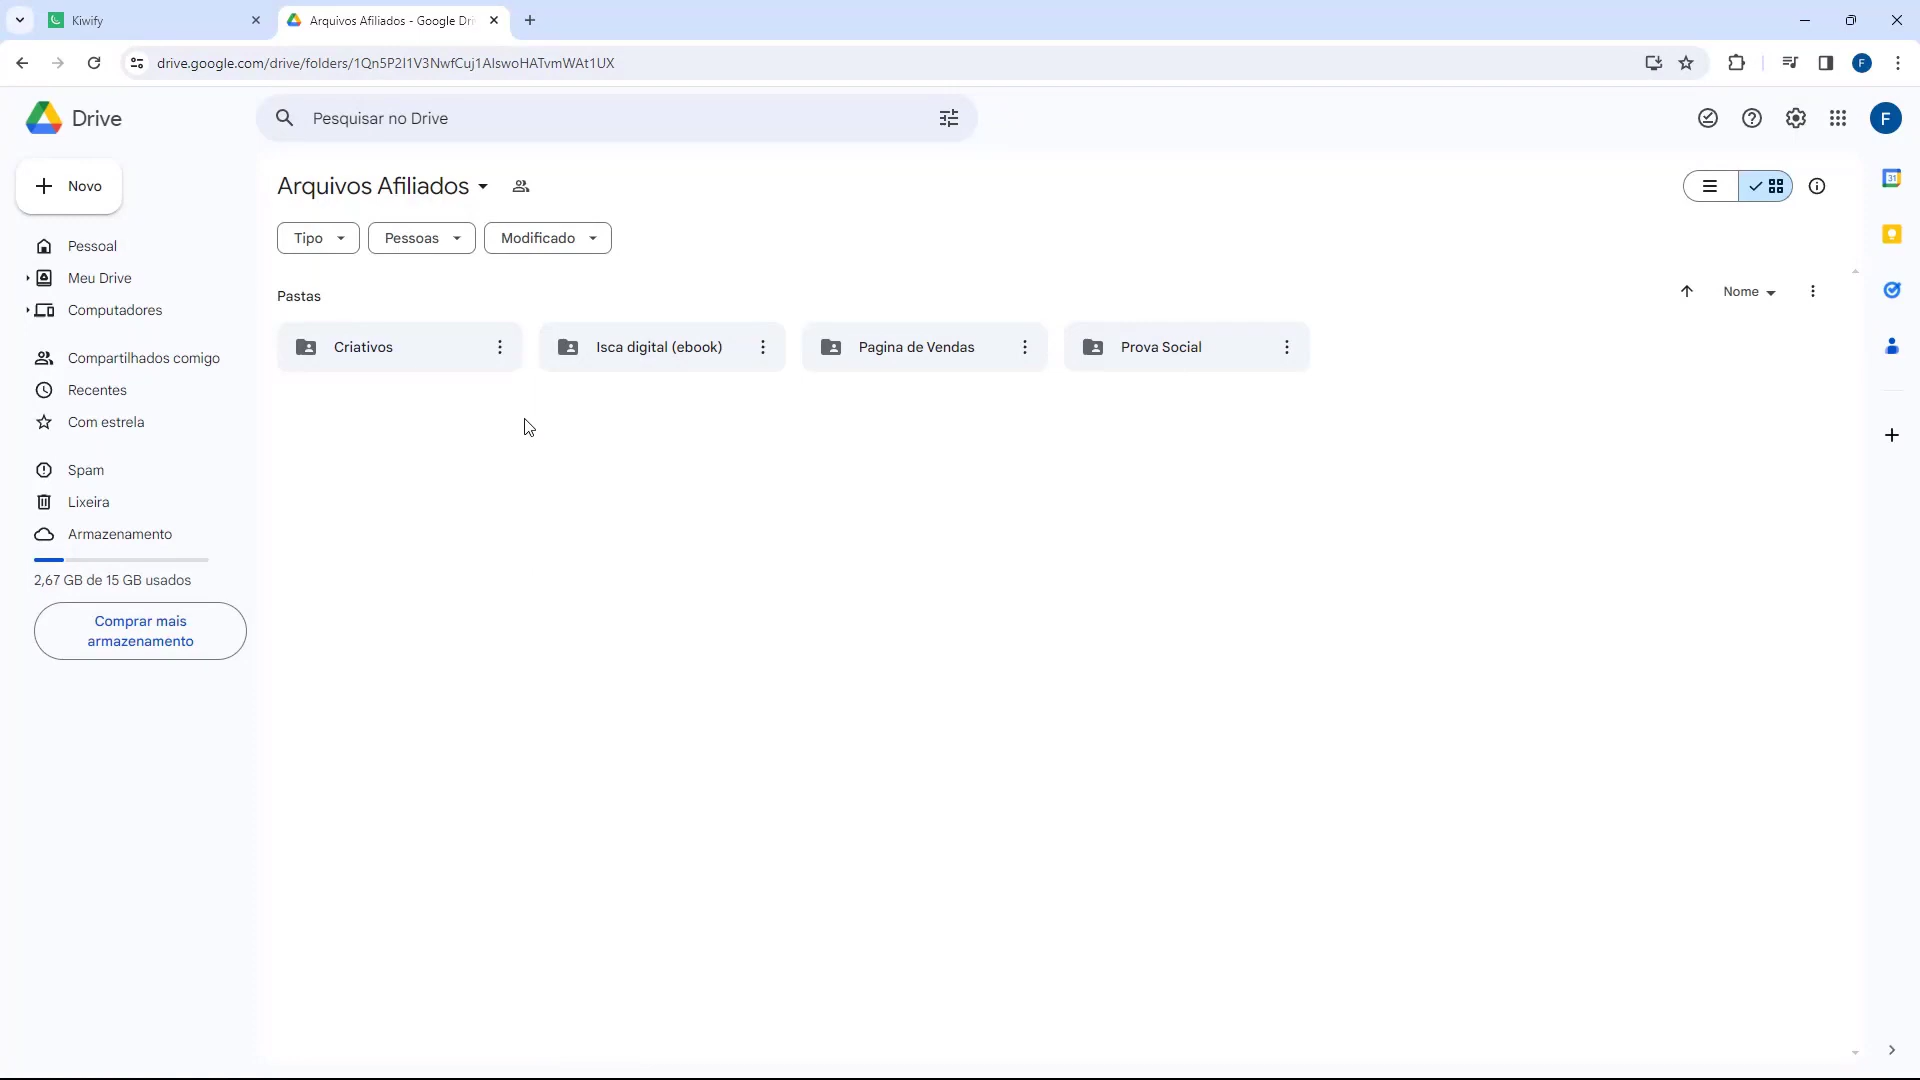 Kiwify
Arquivos Afiliados - Google Dri
drive.google.com/drive/folders/1Qn5P2I1V3NwfCuj1AIswoHATvmWAt1UX
F
Drive
Pesquisar no Drive
F
Novo
Arquivos Afiliados
31
Tipo
Pessoas
Modificado
Pessoal
Meu Drive
Computadores
Pastas
Nome
Criativos
Isca digital (ebook)
Pagina de Vendas
Prova Social
Compartilhados comigo
Recentes
Com estrela
Spam
Lixeira
Armazenamento
2,67 GB de 15 GB usados
Comprar mais
armazenamento